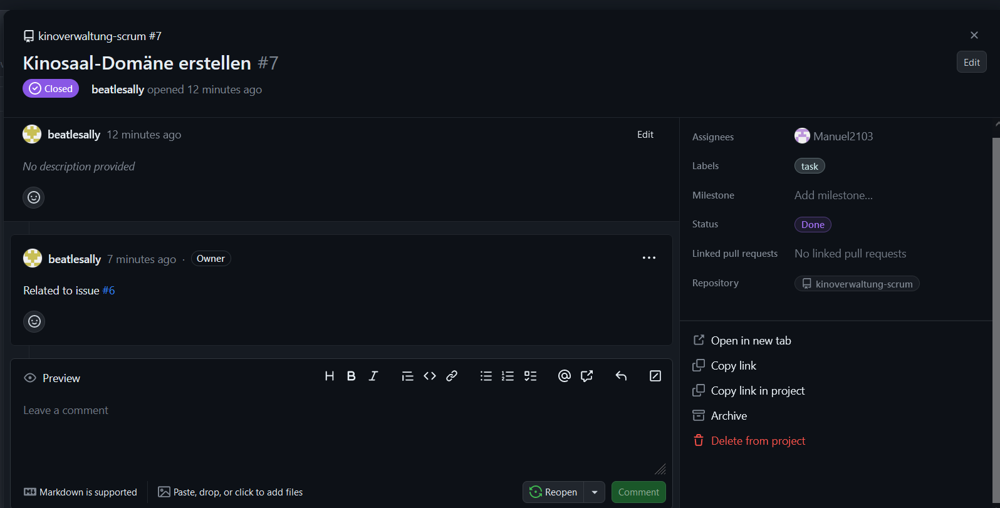 kinoverwaltung-scrum #7
Kinosaal-Domäne erstellen #7
Edit
Closed
beatlesally opened 12 minutes ago
beatlesally 12 minutes ago
Edit
No description provided
beatlesally 7 minutes ago · Owner
Related to issue #6
Preview
Leave a comment
Markdown is supported
Paste, drop, or click to add files
Reopen
Comment
Assignees
Manuel2103
Labels
task
Milestone
Add milestone...
Status
Done
Linked pull requests
No linked pull requests
Repository
kinoverwaltung-scrum
Open in new tab
Copy link
Copy link in project
Archive
Delete from project